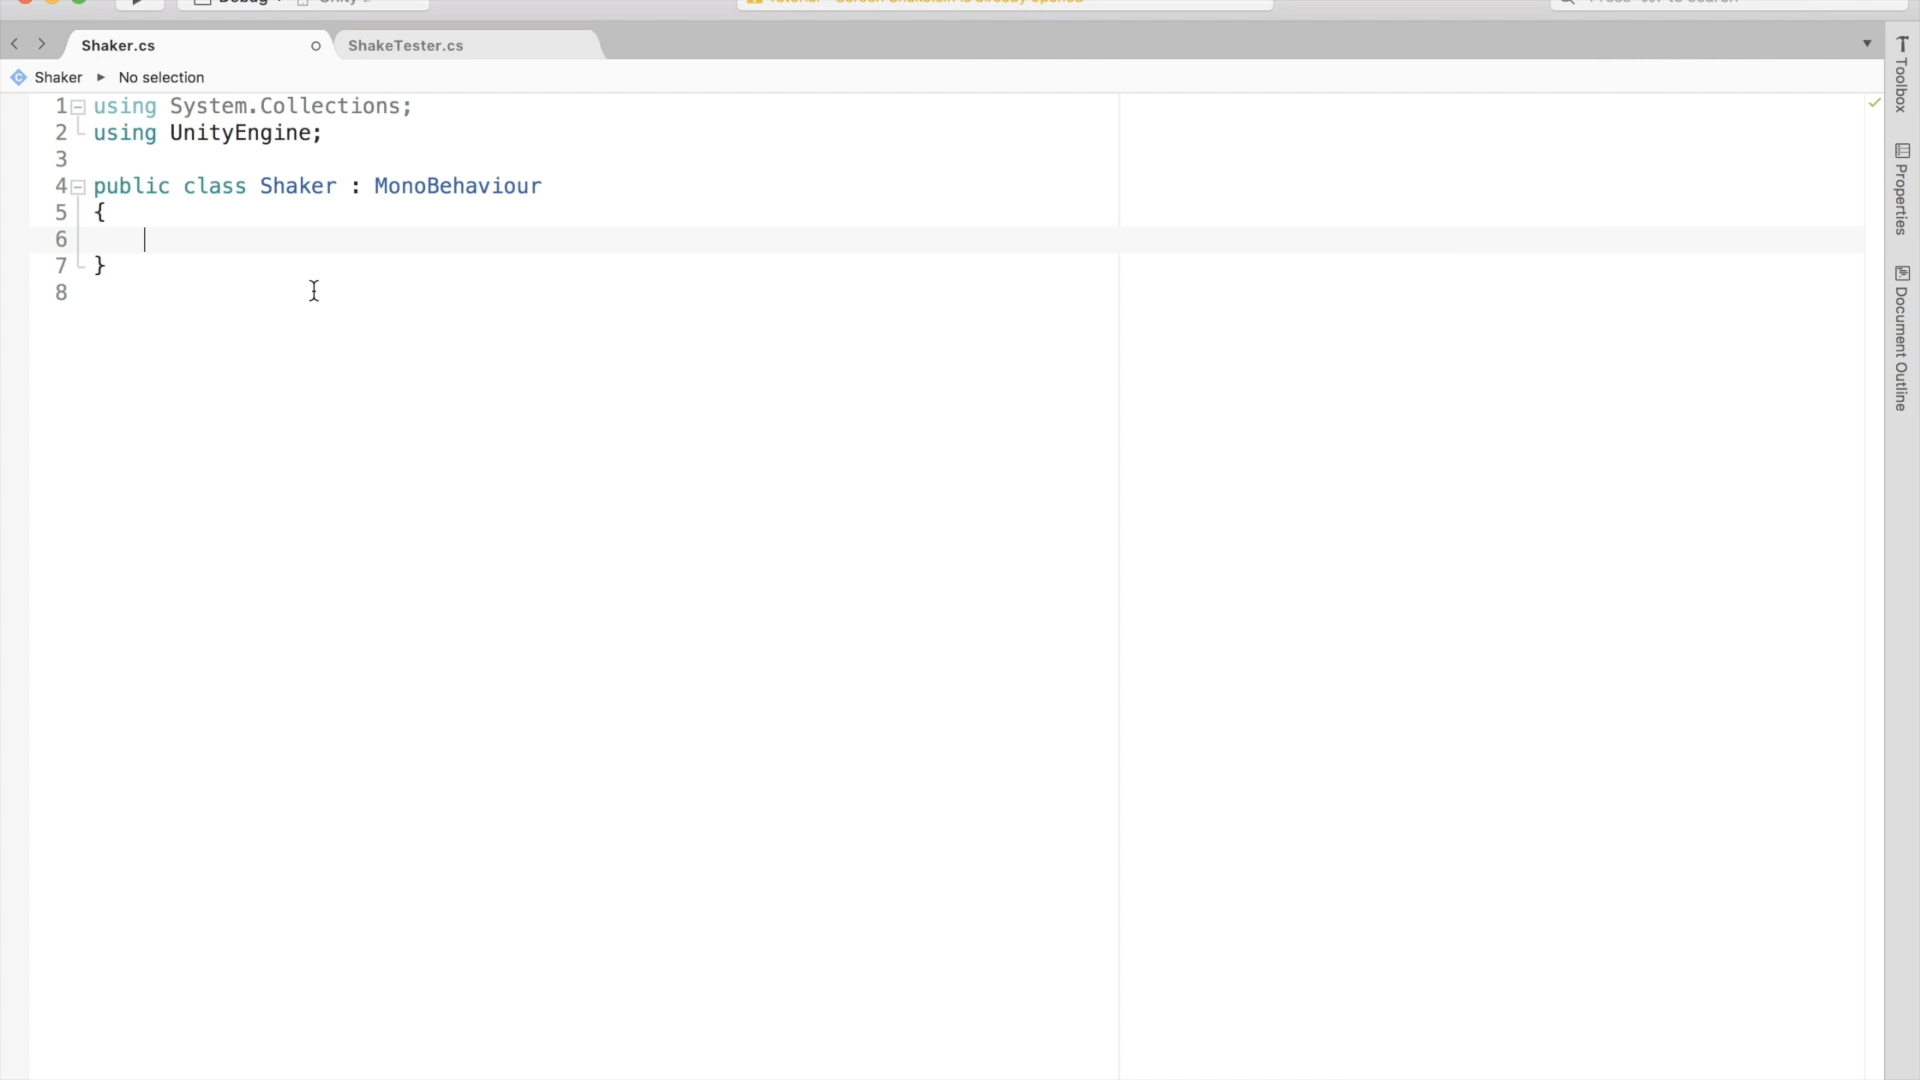 Shaker.cs
ShakeTester.cs
Shaker
No selection
1 using System.Collections;
2 using UnityEngine;
3
4 public class Shaker : MonoBehaviour
5 {
6
7 }
8
Toolbox
Properties
Document Outline